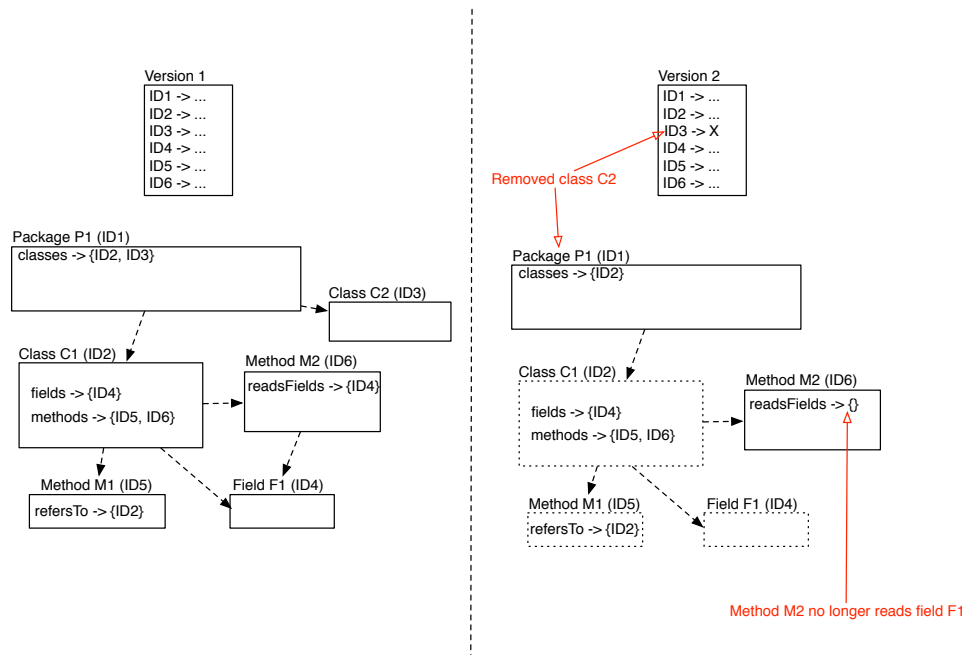 Version 1
ID1 -> ...
ID2 -> ...
ID3 -> ...
ID4 -> ...
ID5 -> ...
ID6 -> ...
Package P1 (ID1)
classes -> {ID2, ID3}
Class C2 (ID3)
Class C1 (ID2)
fields -> {ID4}
methods -> {ID5, ID6}
Method M2 (ID6)
readsFields -> {ID4}
Method M1 (ID5)
refersTo -> {ID2}
Field F1 (ID4)
Version 2
ID1 -> ...
ID2 -> ...
ID3 -> X
ID4 -> ...
ID5 -> ...
ID6 -> ...
Removed class C2
Package P1 (ID1)
classes -> {ID2}
Class C1 (ID2)
fields -> {ID4}
methods -> {ID5, ID6}
Method M2 (ID6)
readsFields -> {}
Method M1 (ID5)
refersTo -> {ID2}
Field F1 (ID4)
Method M2 no longer reads field F1